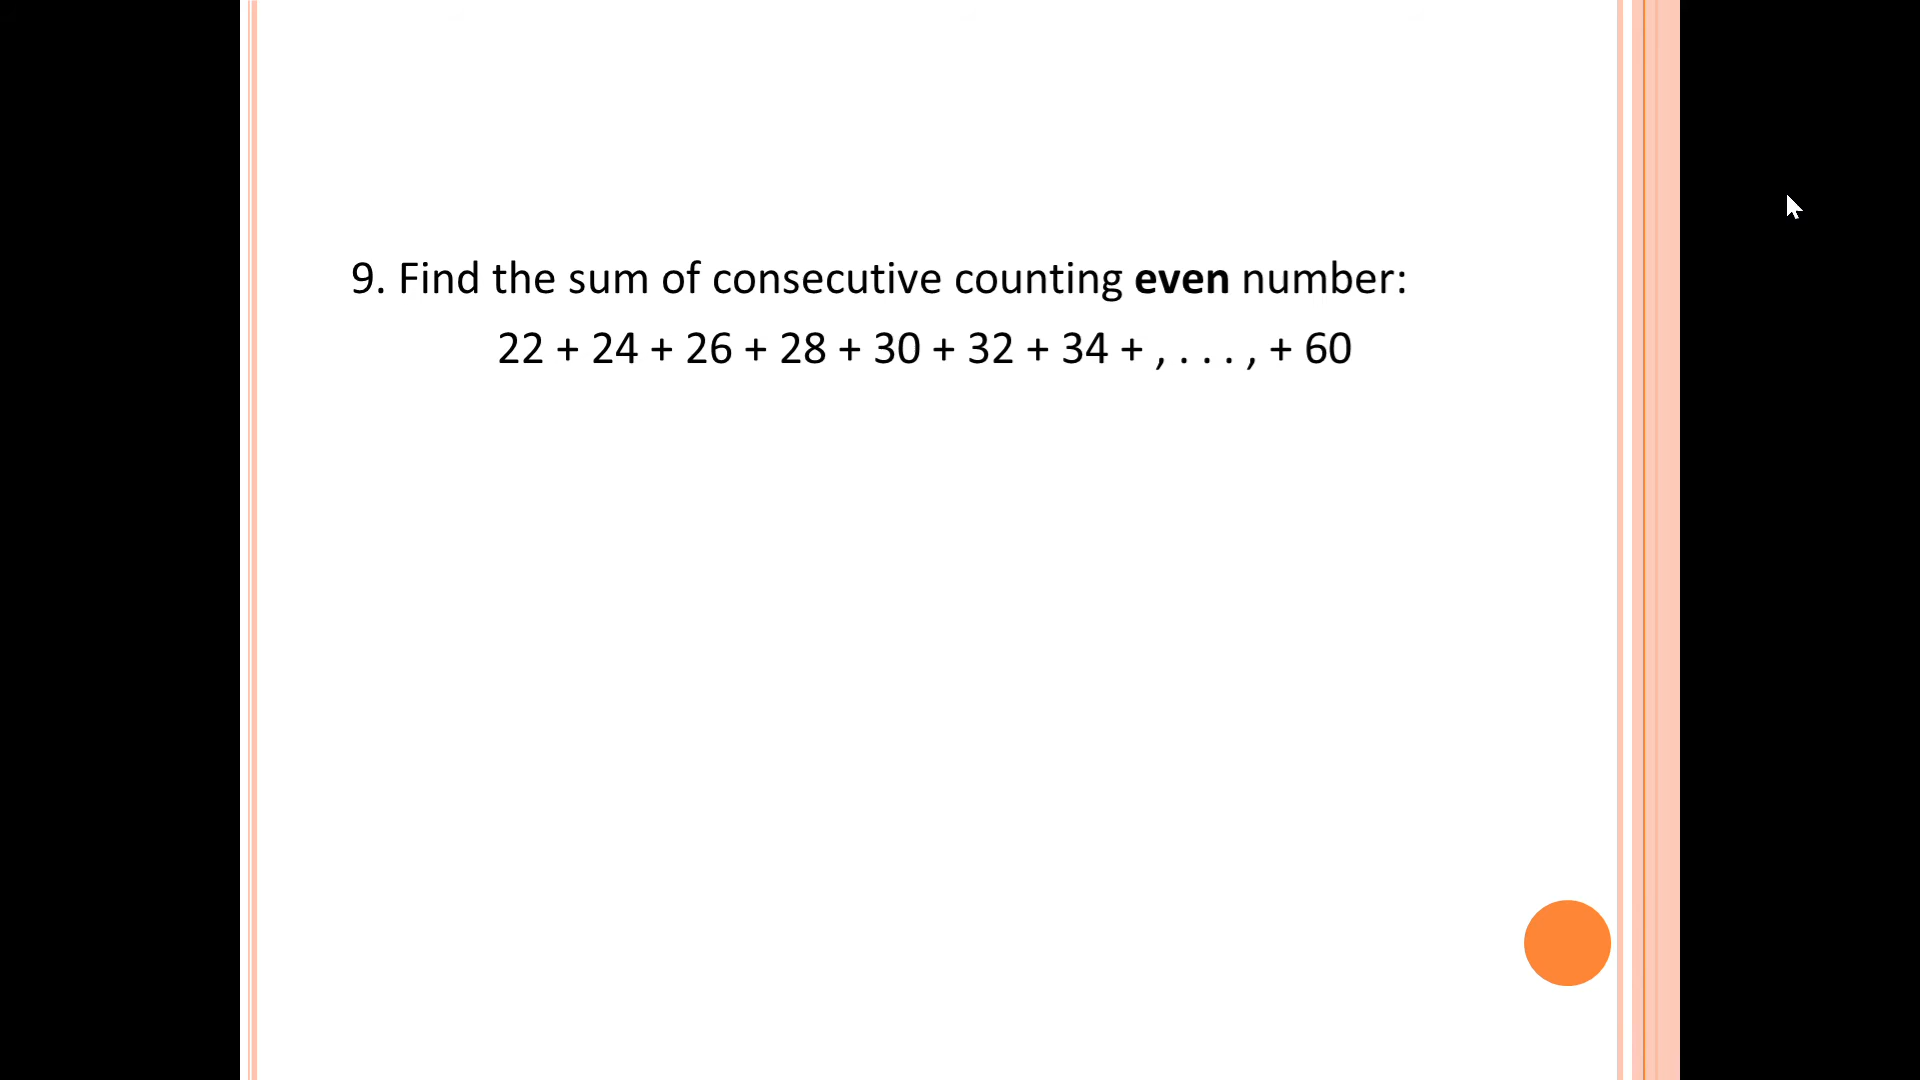 9. Find the sum of consecutive counting even number:
22 + 24 + 26 + 28 + 30 + 32 + 34 + , . . . , + 60